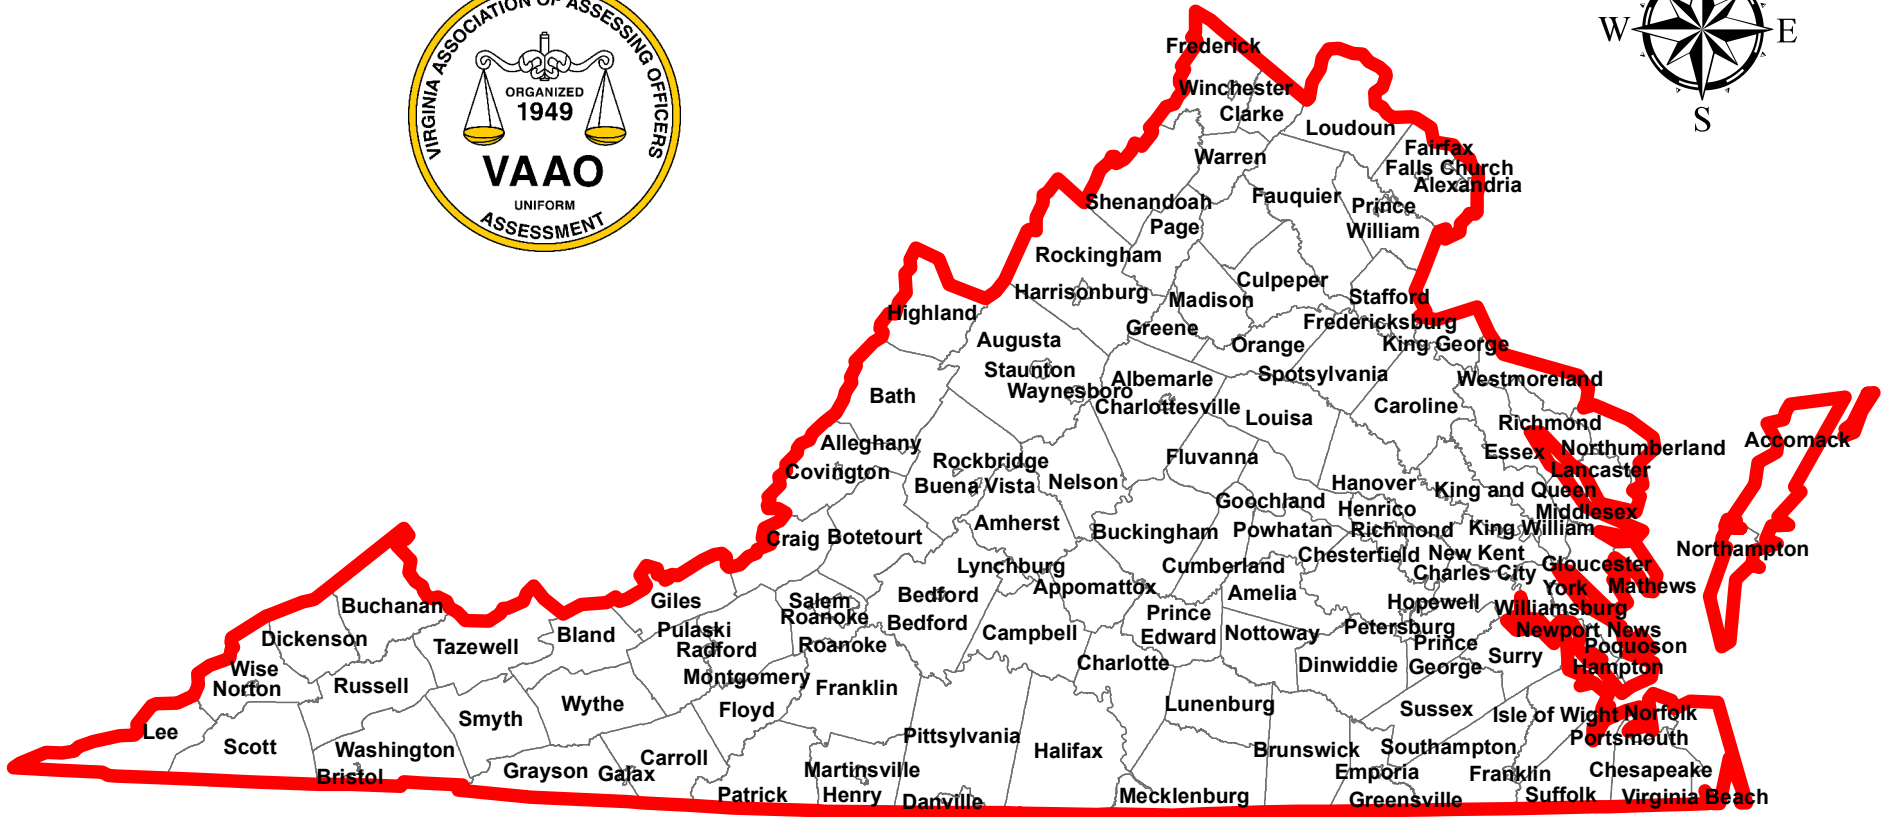 VIRGINIA ASSOCIATION OF ASSESSING OFFICERS
ORGANIZED
1949
VAAO
UNIFORM
ASSESSMENT
W
E
S
Frederick
Winchester
Clarke
Loudoun
Fairfax
Falls Church
Alexandria
Warren
Fauquier
Prince
William
Shenandoah
Page
Rockingham
Harrisonburg
Culpeper
Madison
Stafford
Highland
Greene
Fredericksburg
King George
Orange
Augusta
Staunton
Waynesboro
Albemarle
Charlottesville
Spotsylvania
Westmoreland
Bath
Louisa
Caroline
Richmond
Northumberland
Accomack
Alleghany
Covington
Rockbridge
Buena Vista
Nelson
Fluvanna
Essex
Lancaster
Hanover
King and Queen
Goochland
Henrico
Middlesex
Craig
Botetourt
Amherst
Buckingham
Powhatan
Richmond
King William
Northampton
Chesterfield
New Kent
Gloucester
Lynchburg
Cumberland
Charles City
Appomattox
York
Mathews
Buchanan
Giles
Salem
Roanoke
Bedford
Bedford
Amelia
Hopewell
Williamsburg
Prince
Edward
Dickenson
Tazewell
Bland
Pulaski
Radford
Roanoke
Campbell
Nottoway
Petersburg
Newport News
Prince
George
Poquoson
Surry
Hampton
Charlotte
Dinwiddie
Wise
Norton
Russell
Montgomery
Franklin
Wythe
Floyd
Smyth
Lunenburg
Sussex
Isle of Wight
Norfolk
Lee
Scott
Washington
Bristol
Carroll
Grayson
Galax
Pittsylvania
Halifax
Brunswick
Southampton
Portsmouth
Martinsville
Henry
Emporia
Franklin
Chesapeake
Patrick
Danville
Mecklenburg
Greensville
Suffolk
Virginia Beach